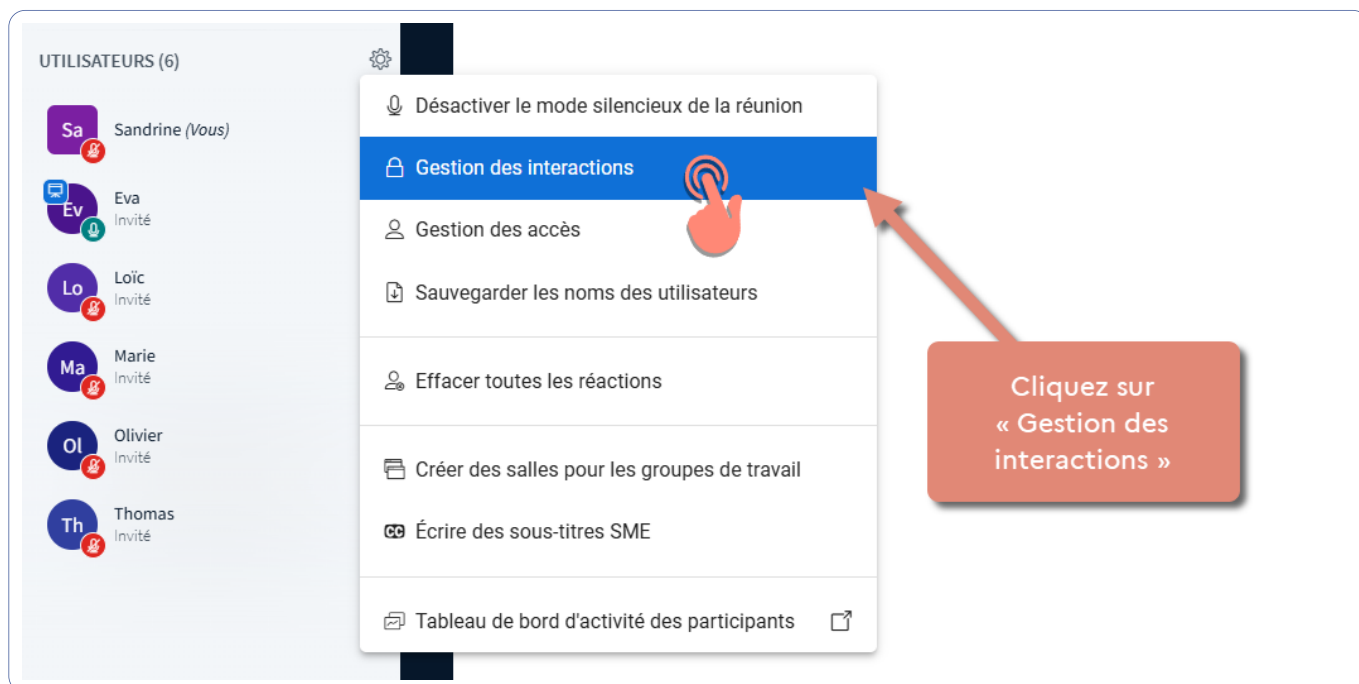 UTILISATEURS (6)
Sa
Sandrine (Vous)
Ev
Eva
Invité
Lo
Loïc
Invité
Ma
Marie
Invité
Ol
Olivier
Invité
Th
Thomas
Invité
Désactiver le mode silencieux de la réunion
Gestion des interactions
Gestion des accès
Sauvegarder les noms des utilisateurs
Effacer toutes les réactions
Créer des salles pour les groupes de travail
CC Écrire des sous-titres SME
Tableau de bord d'activité des participants
Cliquez sur
« Gestion des
interactions »